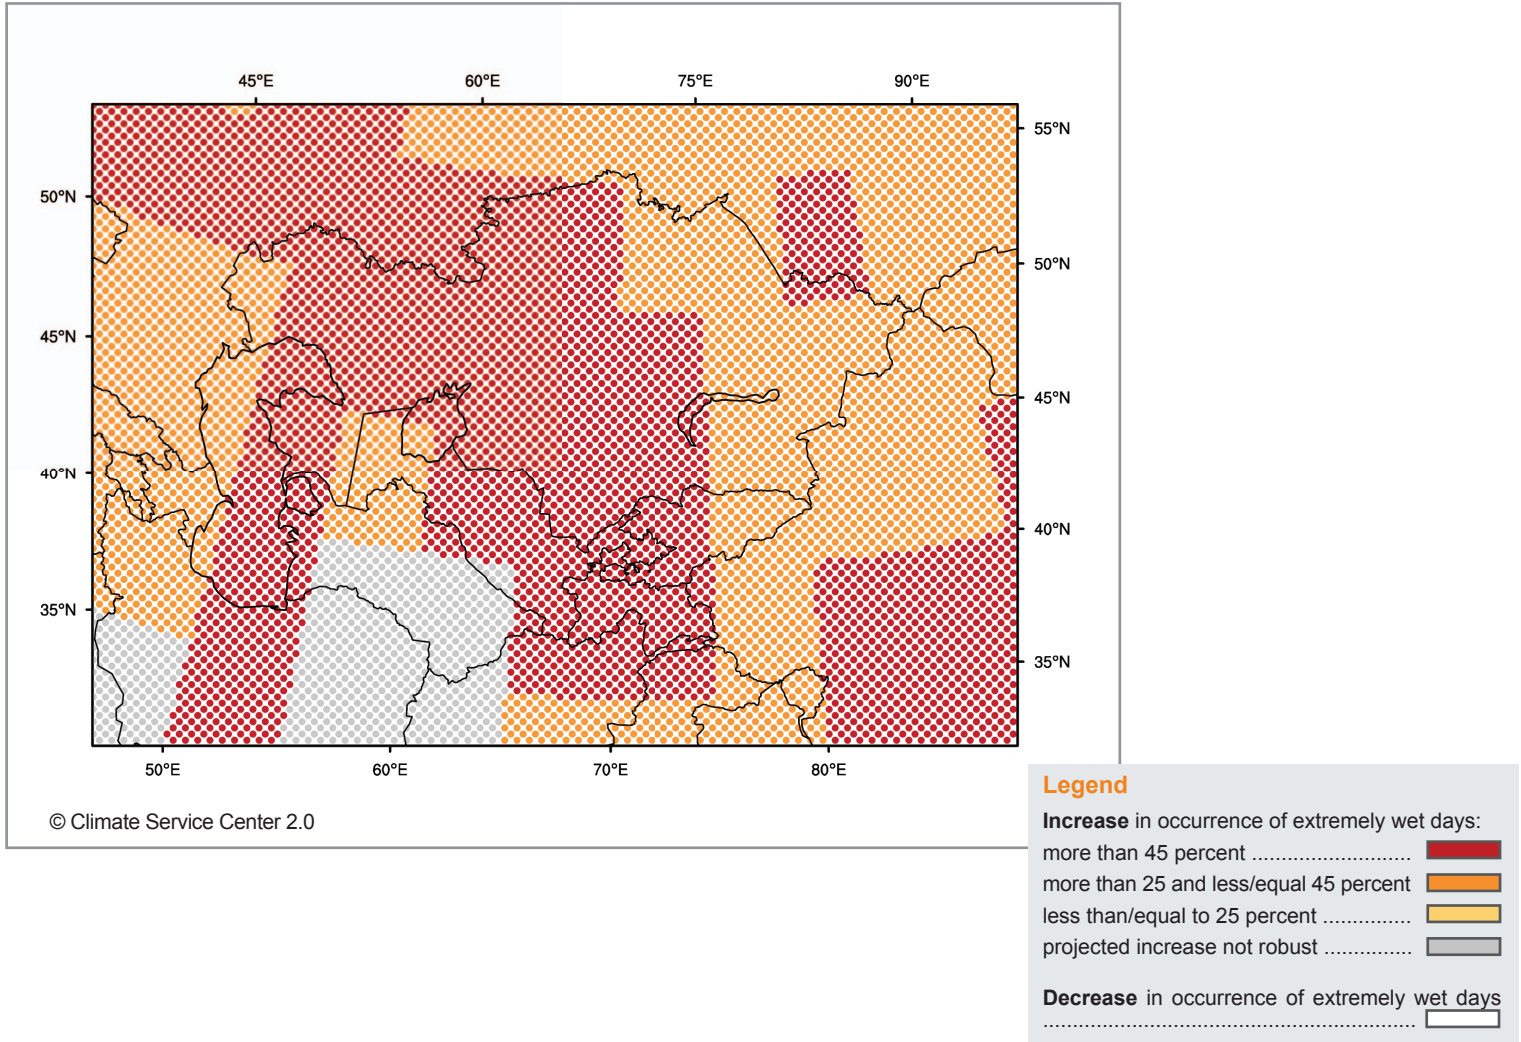 45°E 60°E 75°E 90°E
55°N
50°N
50°N
45°N
45°N
40°N
40°N
35°N
35°N
50°E 60°E 70°E 80°E
© Climate Service Center 2.0
Legend
Increase in occurrence of extremely wet days:
more than 45 percent ...........................
more than 25 and less/equal 45 percent
less than/equal to 25 percent ...............
projected increase not robust ...............
Decrease in occurrence of extremely wet days
...............................................................